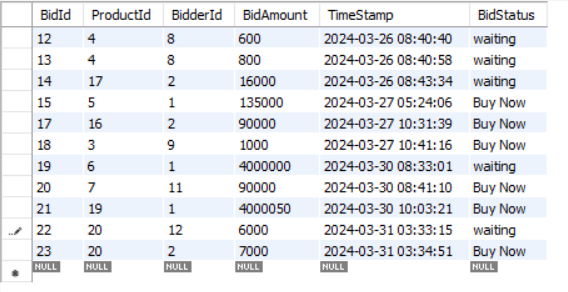 BidId ProductId BidderId BidAmount TimeStamp BidStatus
12 4 8 600 2024-03-26 08:40:40 waiting
13 4 8 800 2024-03-26 08:40:58 waiting
14 17 2 16000 2024-03-26 08:43:34 waiting
15 5 1 135000 2024-03-27 05:24:06 Buy Now
17 16 2 90000 2024-03-27 10:31:39 Buy Now
18 3 9 1000 2024-03-27 10:41:16 Buy Now
19 6 1 4000000 2024-03-30 08:33:01 waiting
20 7 11 90000 2024-03-30 08:41:10 Buy Now
21 19 1 4000050 2024-03-30 10:03:21 Buy Now
22 20 12 6000 2024-03-31 03:33:15 waiting
23 20 2 7000 2024-03-31 03:34:51 Buy Now
NULL NULL NULL NULL NULL NULL